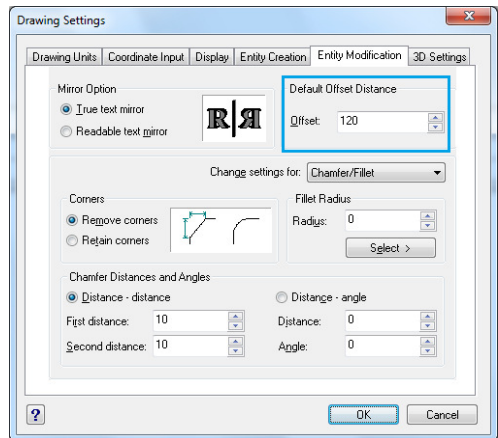 Drawing Settings
x
Drawing Units Coordinate Input Display Entity Creation Entity Modification 3D Settings
Mirror Option
True text mirror
Readable text mirror
R R
Default Offset Distance
Offset: 120
Change settings for: Chamfer/Fillet
Corners
Remove corners
Retain corners
Fillet Radius
Radius: 0
Select >
Chamfer Distances and Angles
Distance - distance
First distance: 10
Second distance: 10
Distance - angle
Distance: 0
Angle: 0
?
OK Cancel